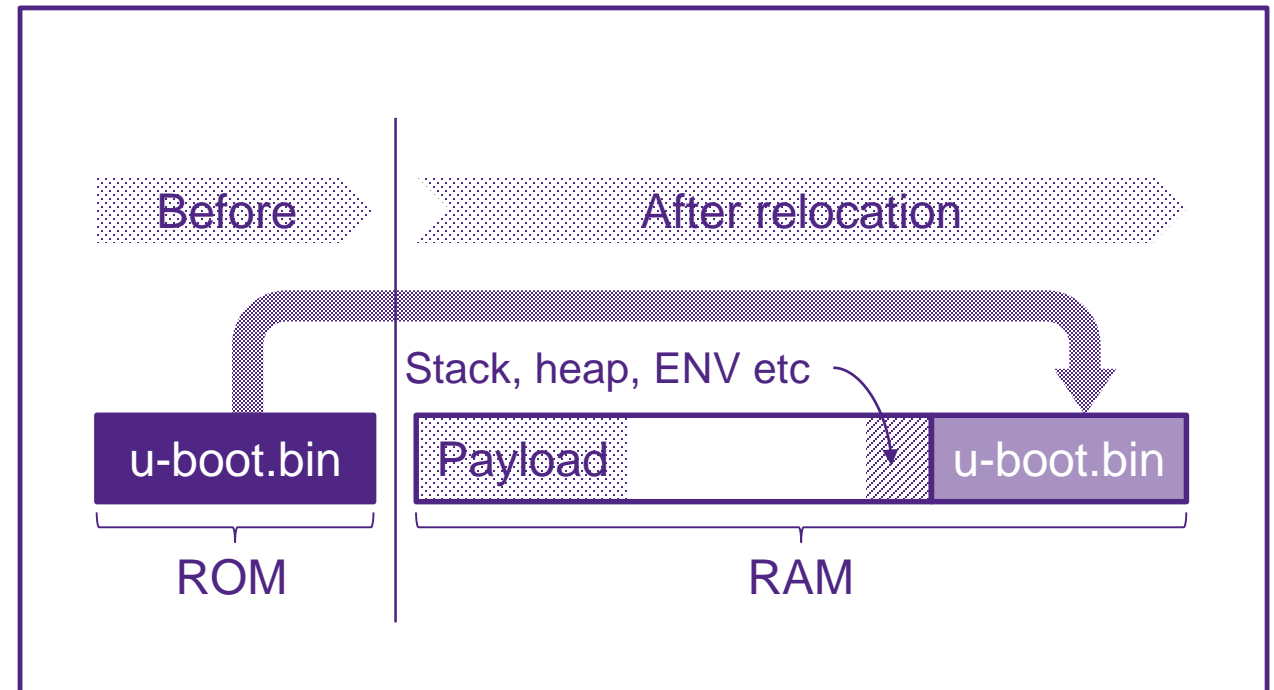 Before
After relocation
Stack, heap, ENV etc
u-boot.bin
Payload
u-boot.bin
ROM
RAM